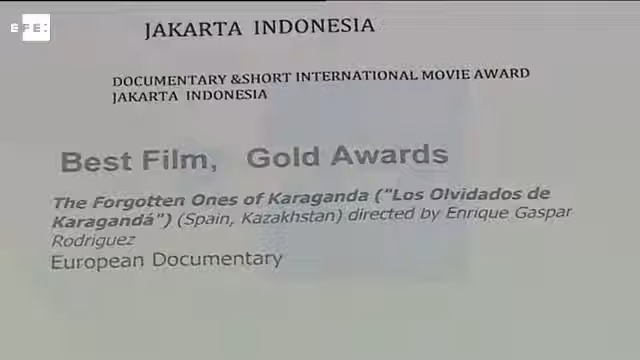 EFE:
JAKARTA INDONESIA
DOCUMENTARY &SHORT INTERNATIONAL MOVIE AWARD
JAKARTA INDONESIA
Best Film, Gold Awards
The Forgotten Ones of Karaganda ("Los Olvidados de
Karagandá") (Spain, Kazakhstan) directed by Enrique Gaspar
Rodriguez
European Documentary